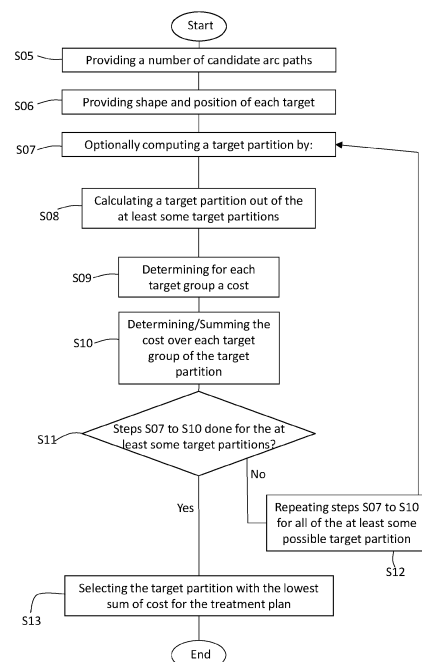 Start
S05
Providing a number of candidate arc paths
S06
Providing shape and position of each target
S07
Optionally computing a target partition by:
S08
Calculating a target partition out of the
at least some target partitions
S09
Determining for each
target group a cost
S10
Determining/Summing the
cost over each target
group of the target
partition
S11
Steps S07 to S10 done for the at
least some target partitions?
No
Yes
Repeating steps S07 to S10
for all of the at least some
possible target partition
S12
Selecting the target partition with the lowest
sum of cost for the treatment plan
S13
End